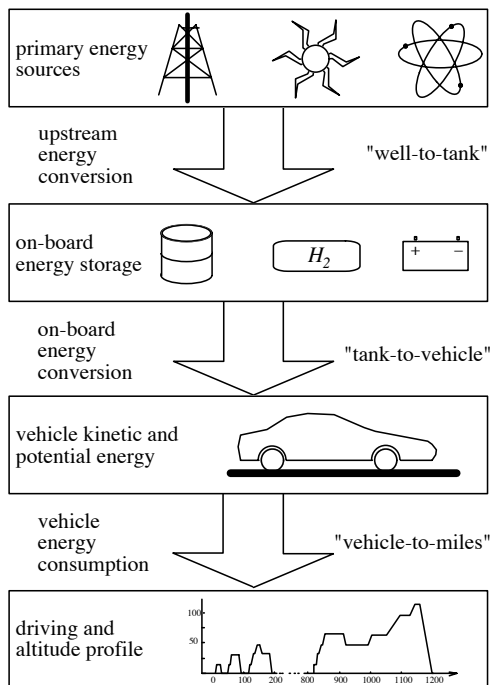 primary energy
sources
upstream
energy
conversion
"well-to-tank"
on-board
energy storage
H2
+ −
on-board
energy
conversion
"tank-to-vehicle"
vehicle kinetic and
potential energy
vehicle
energy
consumption
"vehicle-to-miles"
driving and
altitude profile
100
50
0 100 200 800 900 1000 1100 1200